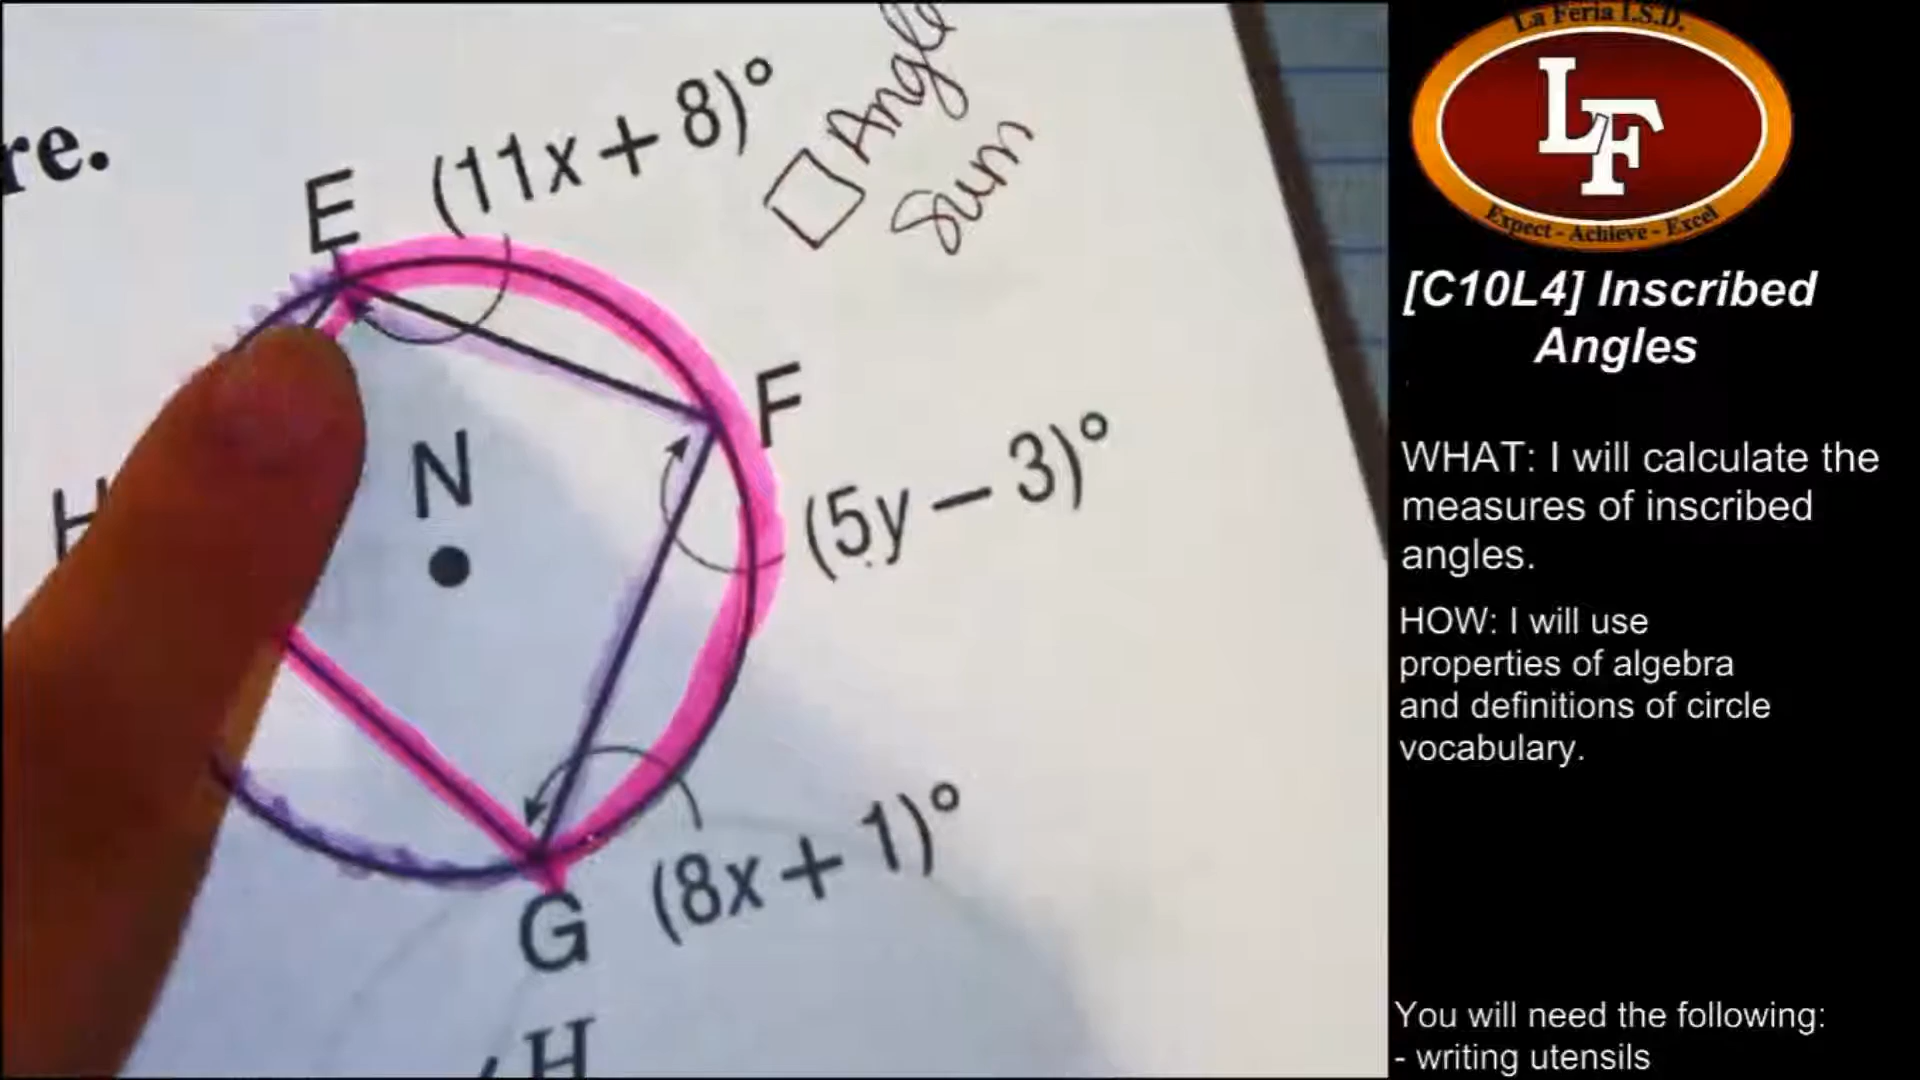 re.
Angle
Sum
E (11x + 8)°
F
(5y − 3)°
N
H
G (8x + 1)°
H
La Feria I.S.D.
LF
Expect - Achieve - Excel
[C10L4] Inscribed
Angles
WHAT: I will calculate the
measures of inscribed
angles.
HOW: I will use
properties of algebra
and definitions of circle
vocabulary.
You will need the following:
- writing utensils